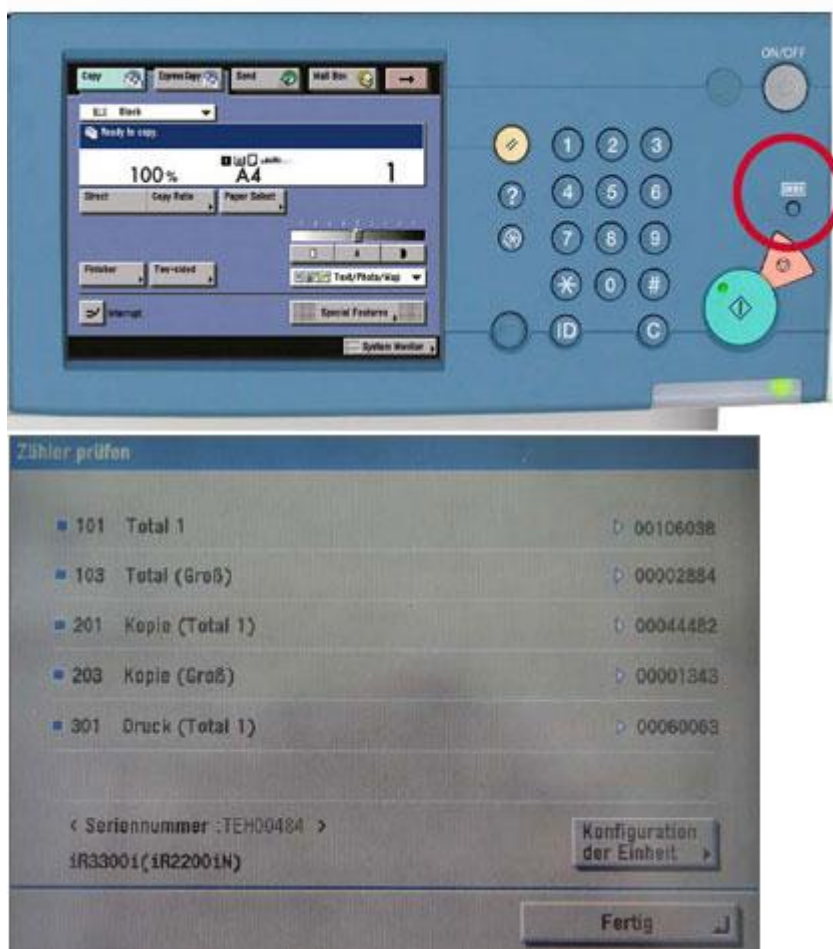 ON/OFF
Copy Express Copy Send Mail Box
Black
Ready to copy.
100% A4 1
Direct Copy Ratio Paper Select
1 2 3
? 4 5 6
7 8 9
0 #
ID C
A
Finisher Two-sided Text/Photo/Map
Interrupt Special Features
System Monitor
Zähler prüfen
101 Total 1 00106038
103 Total (Groß) 00002884
201 Kopie (Total 1) 00044482
203 Kopie (Groß) 00001343
301 Druck (Total 1) 00060063
< Seriennummer :TEH00484 >
iR3300i(iR2200iN)
Konfiguration
der Einheit
Fertig